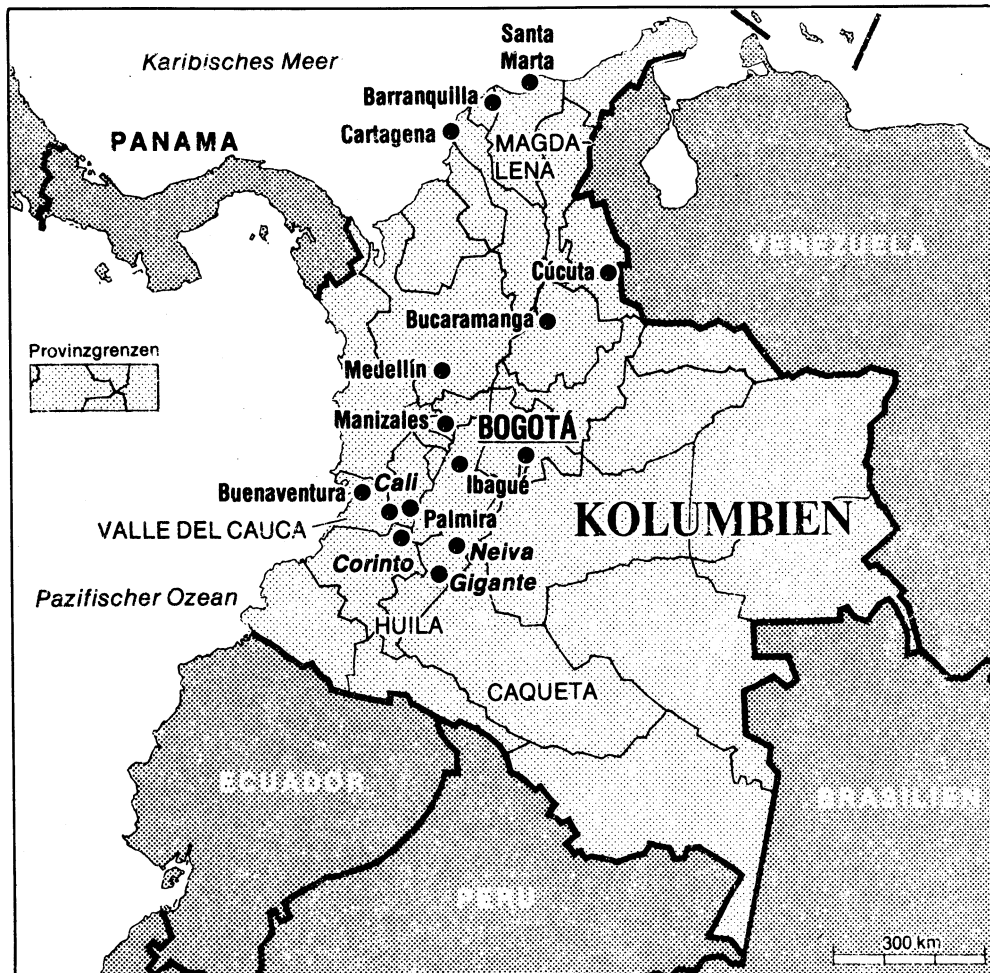 Karibisches Meer
Santa
Marta
Barranquilla
Cartagena
PANAMA
MAGDA-
LENA
VENEZUELA
Cúcuta
Bucaramanga
Provinzgrenzen
Medellín
Manizales
BOGOTÁ
Cali
Ibagué
Buenaventura
KOLUMBIEN
Palmira
VALLE DEL CAUCA
Neiva
Corinto
Gigante
Pazifischer Ozean
HUILA
CAQUETA
ECUADOR
BRASILIEN
PERU
300 km